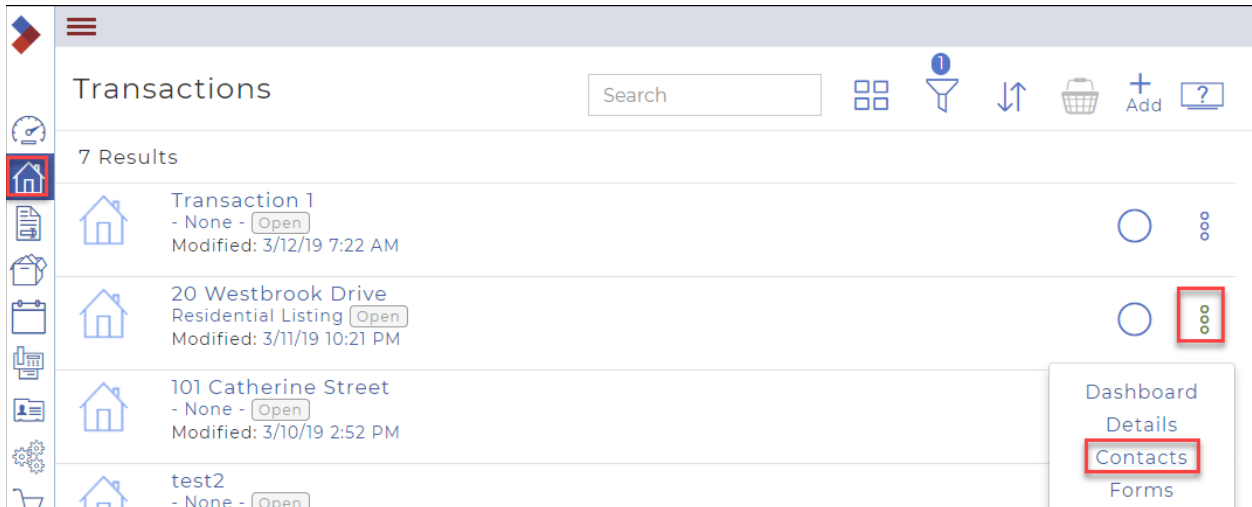 Transactions
Search
1
Add
?
7 Results
Transaction 1
- None - Open
Modified: 3/12/19 7:22 AM
20 Westbrook Drive
Residential Listing Open
Modified: 3/11/19 10:21 PM
101 Catherine Street
- None - Open
Modified: 3/10/19 2:52 PM
Dashboard
Details
Contacts
Forms
test2
- None - Open